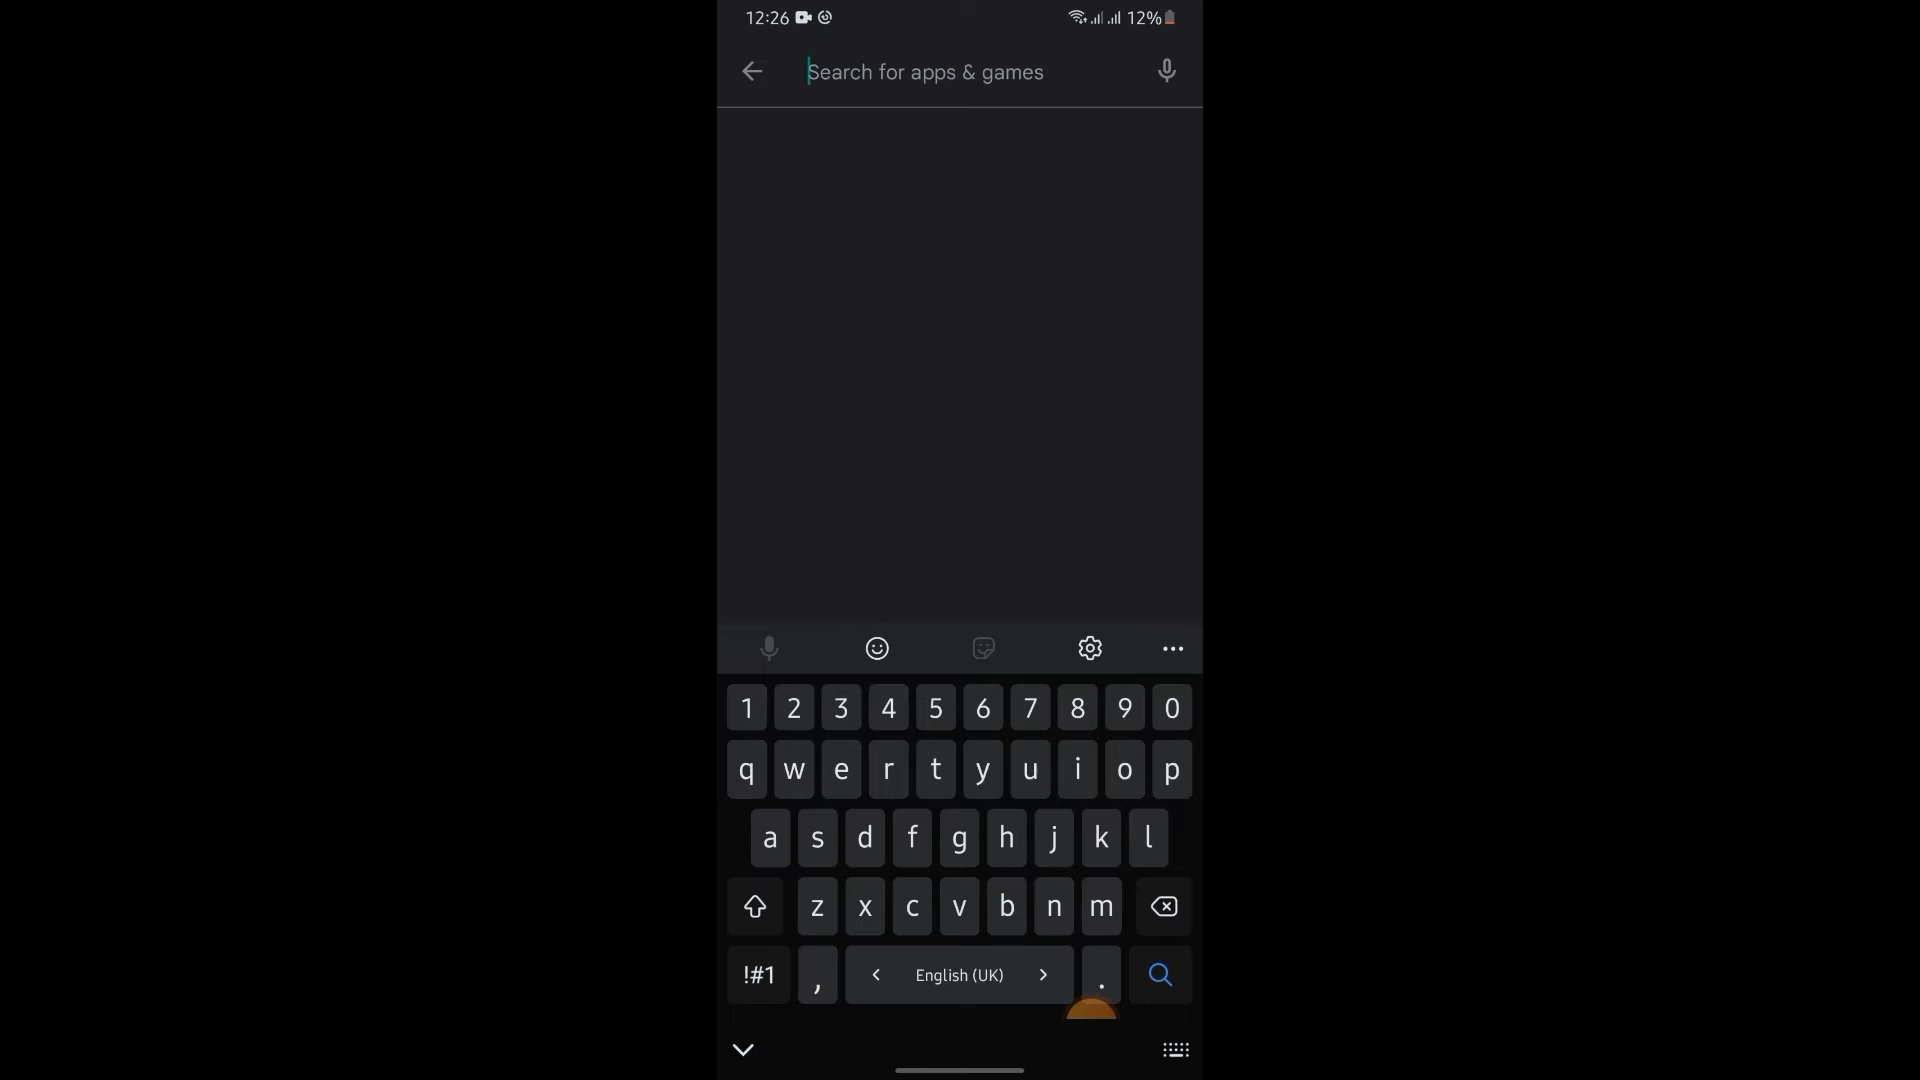 12:26 12%
Search for apps & games
1 2 3 4 5 6 7 8 9 0
q w e r t y u i o p
a s d f g h j k l
z x c v b n m
!#1 , < English (UK) > .